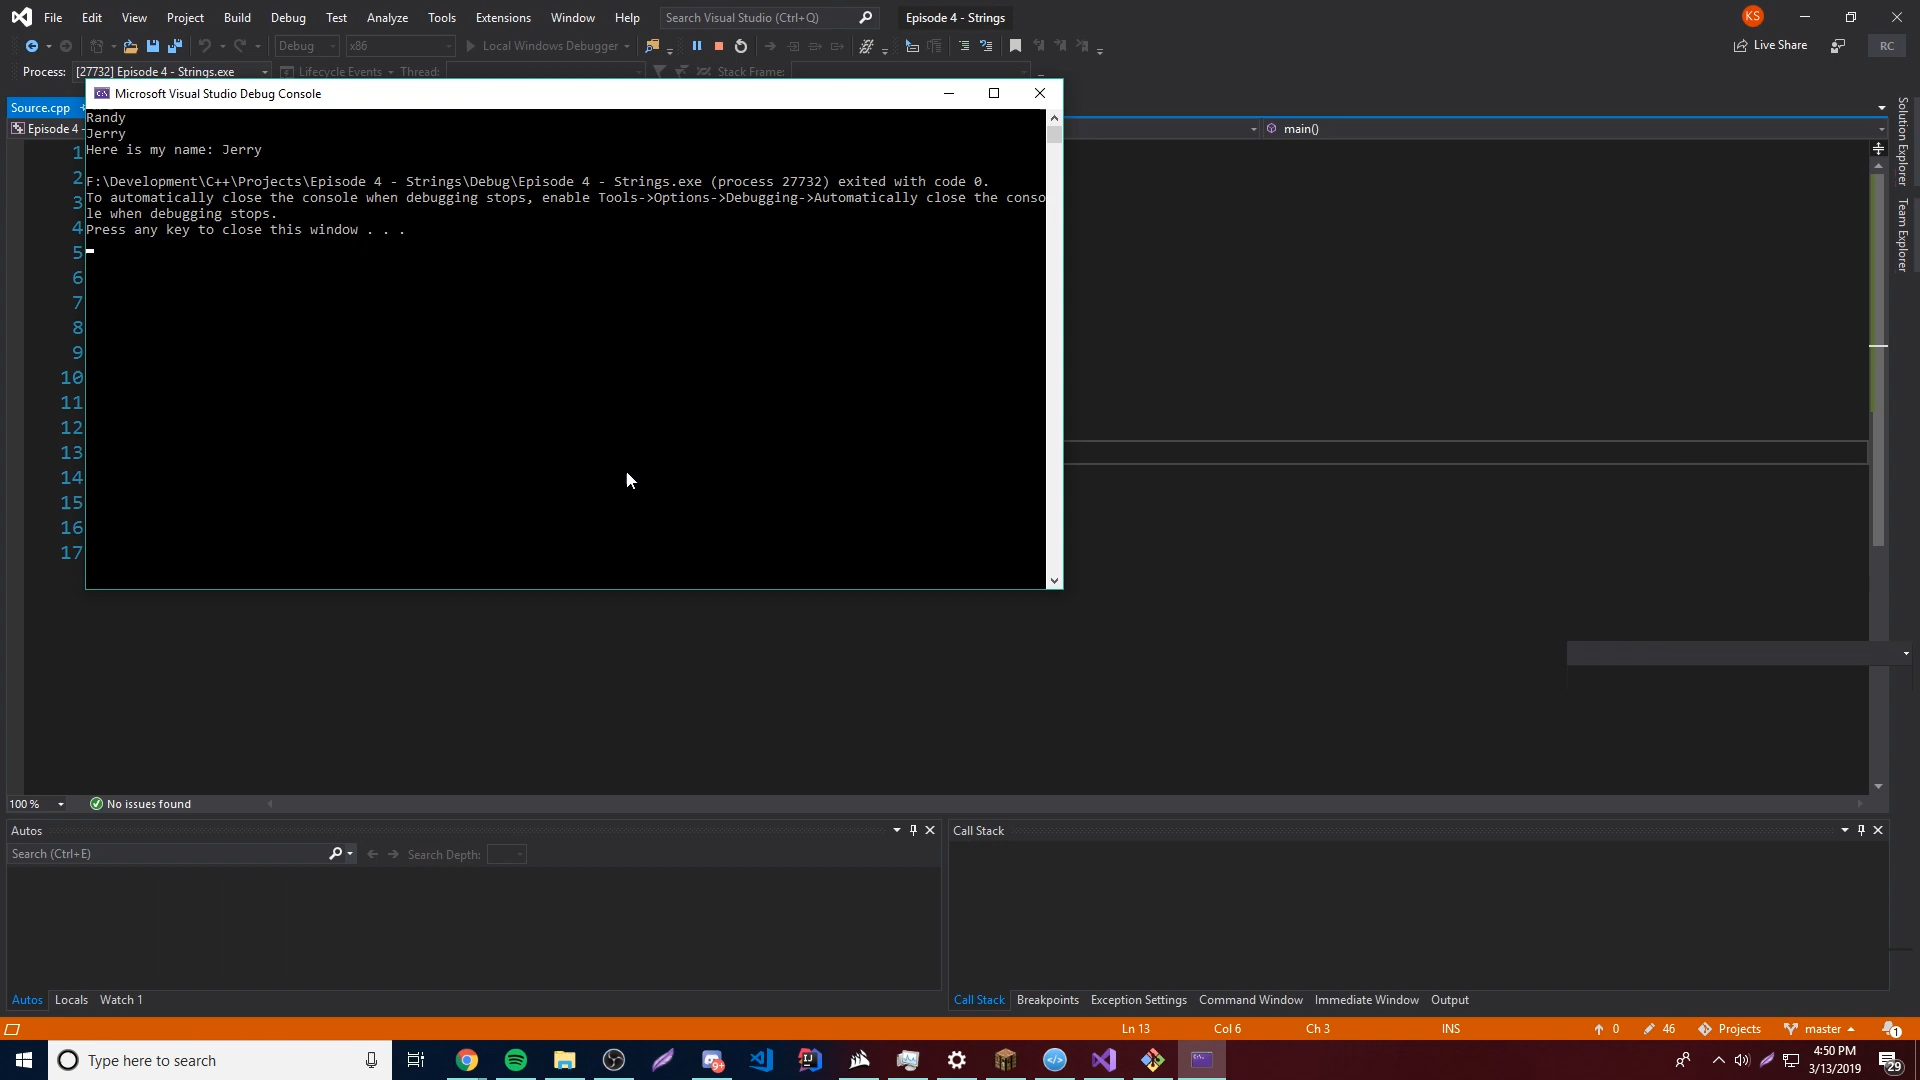 File Edit View Project Build Debug Test Analyze Tools Extensions Window Help Search Visual Studio (Ctrl+Q) Episode 4 - Strings KS
Debug x86 Local Windows Debugger Live Share RC
Process: [27732] Episode 4 - Strings.exe Lifecycle Events Thread: Stack Frame:
Microsoft Visual Studio Debug Console
Source.cpp
Episode 4 - main()
Randy
Jerry
Here is my name: Jerry
F:\Development\C++\Projects\Episode 4 - Strings\Debug\Episode 4 - Strings.exe (process 27732) exited with code 0.
To automatically close the console when debugging stops, enable Tools->Options->Debugging->Automatically close the conso
le when debugging stops.
Press any key to close this window . . .
1
2
3
4
5
6
7
8
9
10
11
12
13
14
15
16
17
Solution Explorer
Team Explorer
100 % No issues found
Autos
Search (Ctrl+E) Search Depth:
Call Stack
Autos Locals Watch 1
Call Stack Breakpoints Exception Settings Command Window Immediate Window Output
Ln 13 Col 6 Ch 3 INS 0 46 Projects master 1
Type here to search
9+
4:50 PM
3/13/2019
29